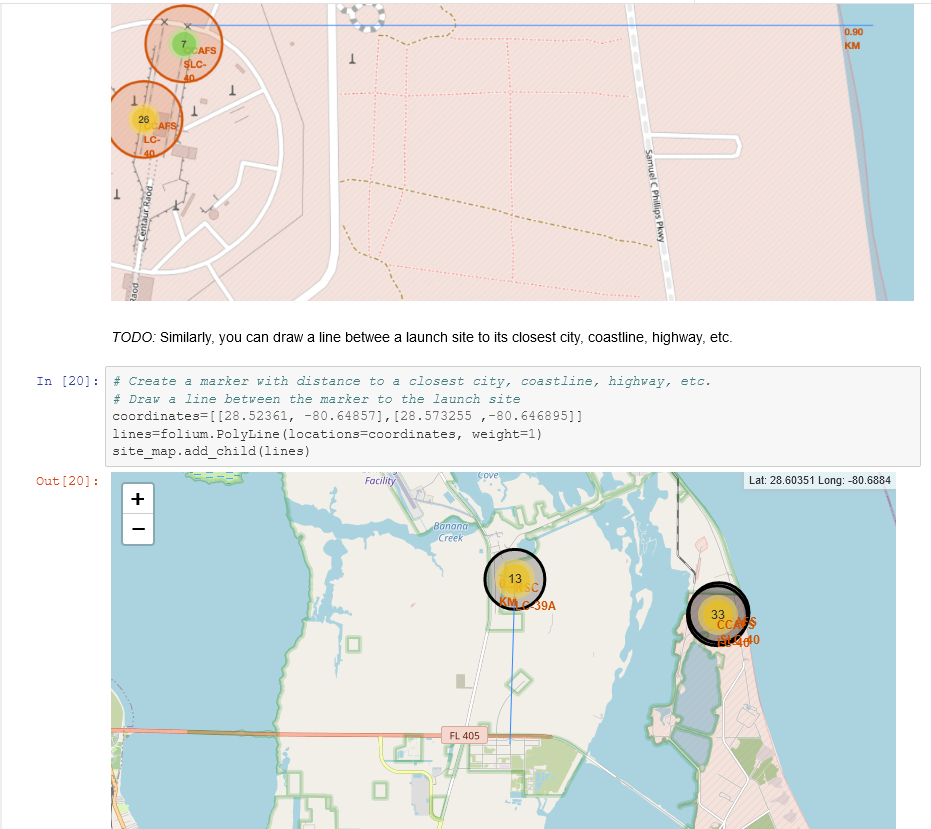 0.90
KM
7
CCAFS
SLC-
40
26
CCAFS
LC-
40
Samuel C Phillips Pkwy
Centaur Raod
Raod
TODO: Similarly, you can draw a line betwee a launch site to its closest city, coastline, highway, etc.
In [20]:
# Create a marker with distance to a closest city, coastline, highway, etc.
# Draw a line between the marker to the launch site
coordinates=[[28.52361, -80.64857],[28.573255 ,-80.646895]]
lines=folium.PolyLine(locations=coordinates, weight=1)
site_map.add_child(lines)
Out[20]:
+
−
Facility
Cove
Lat: 28.60351 Long: -80.6884
Banana
Creek
13
KM
LC-39A
33
FL 405